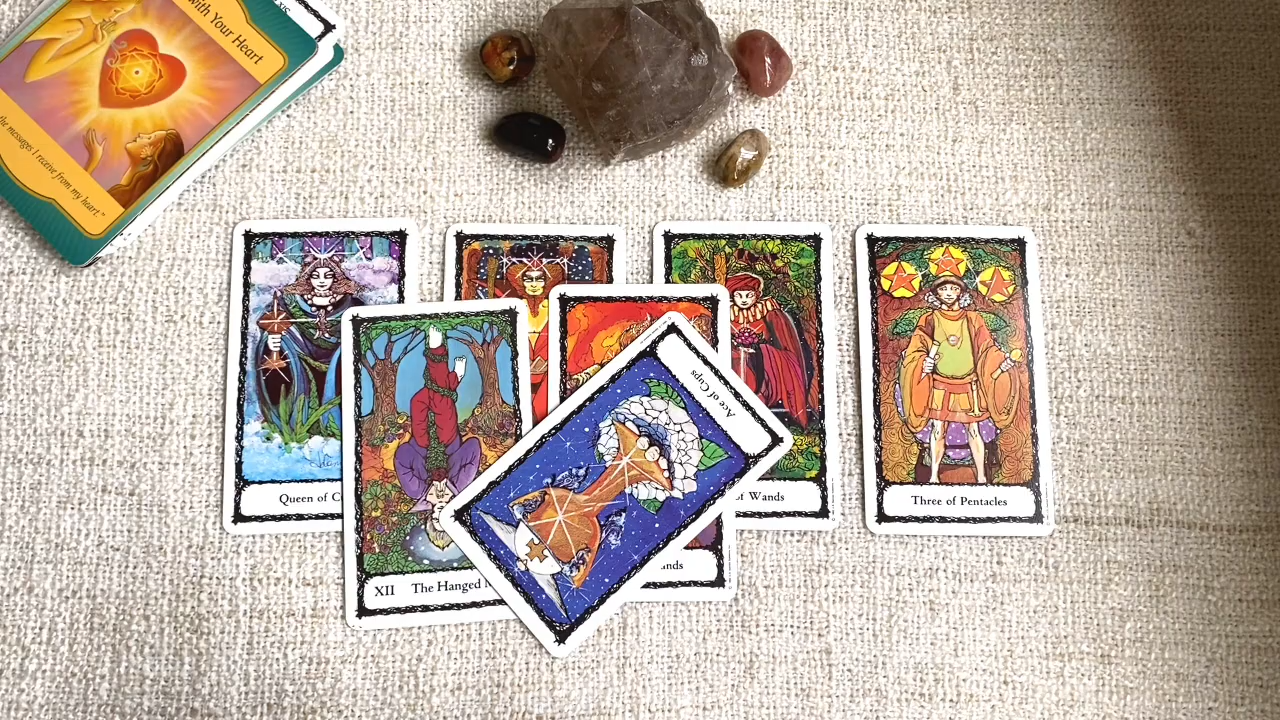 with Your Heart
the messages I receive from my heart."
Queen of
XII The Hanged
Ace of Cups
of Wands
Three of Pentacles